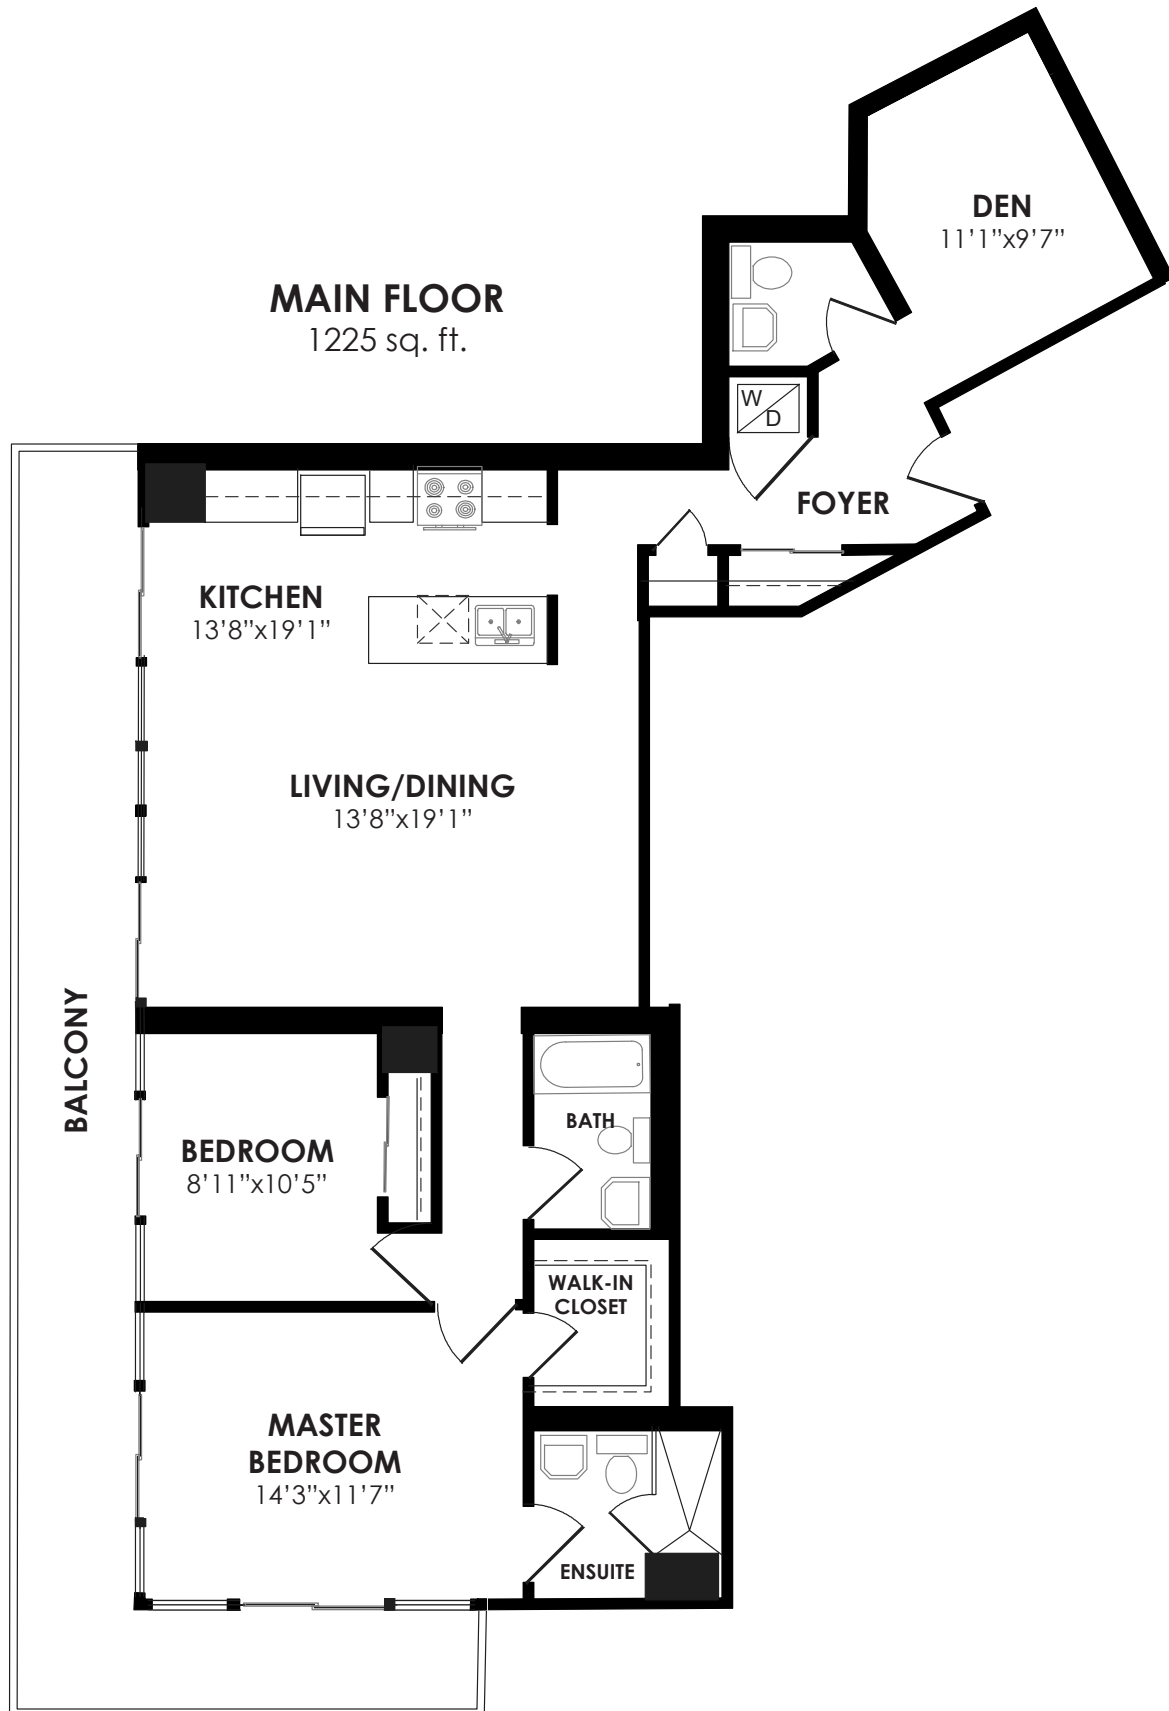 DEN
11’1”x9’7”
MAIN FLOOR
1225 sq. ft.
W
D
FOYER
KITCHEN
13’8”x19’1”
LIVING/DINING
13’8”x19’1”
BALCONY
BATH
BEDROOM
8’11”x10’5”
WALK-IN
CLOSET
MASTER
BEDROOM
14’3”x11’7”
ENSUITE